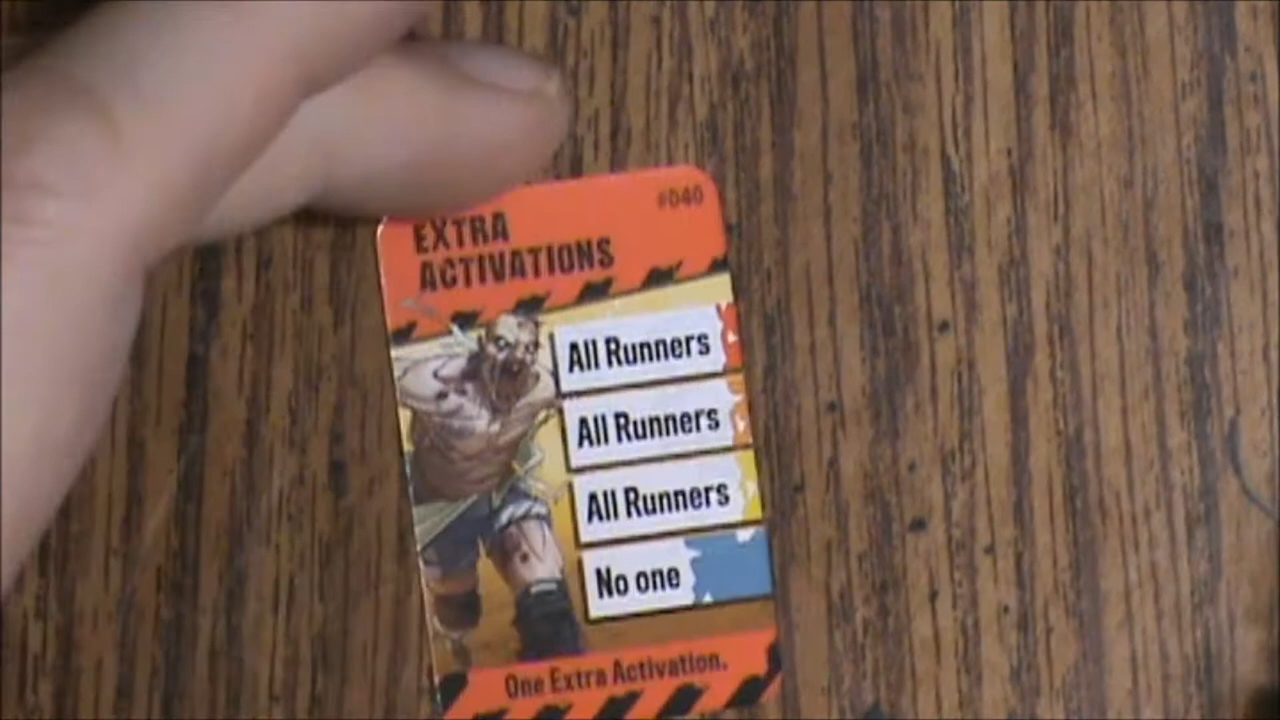 #040
EXTRA
ACTIVATIONS
All Runners
All Runners
All Runners
No one
One Extra Activation.